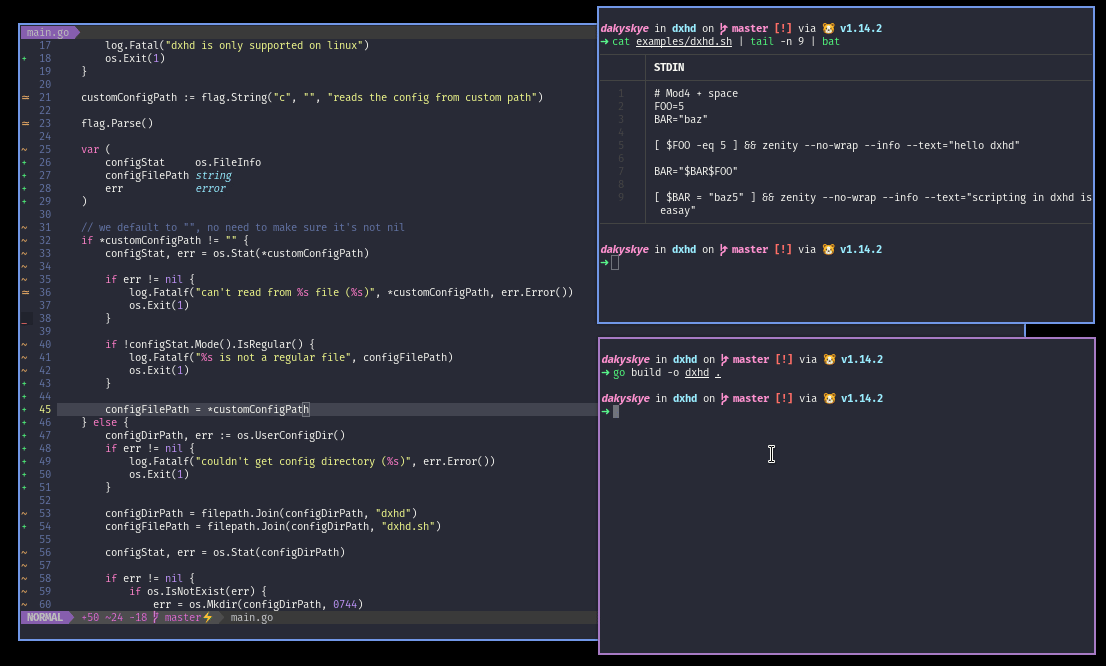 main.go
17 log.Fatal("dxhd is only supported on linux")
+ 18 os.Exit(1)
19 }
20
≃ 21 customConfigPath := flag.String("c", "", "reads the config from custom path")
22
≃ 23 flag.Parse()
24
~ 25 var (
+ 26 configStat os.FileInfo
+ 27 configFilePath string
+ 28 err error
+ 29 )
30
~ 31 // we default to "", no need to make sure it's not nil
~ 32 if *customConfigPath != "" {
~ 33 configStat, err = os.Stat(*customConfigPath)
~ 34
~ 35 if err != nil {
≃ 36 log.Fatalf("can't read from %s file (%s)", *customConfigPath, err.Error())
37 os.Exit(1)
_ 38 }
39
~ 40 if !configStat.Mode().IsRegular() {
~ 41 log.Fatalf("%s is not a regular file", configFilePath)
~ 42 os.Exit(1)
+ 43 }
+ 44
+ 45 configFilePath = *customConfigPath
+ 46 } else {
+ 47 configDirPath, err := os.UserConfigDir()
+ 48 if err != nil {
+ 49 log.Fatalf("couldn't get config directory (%s)", err.Error())
+ 50 os.Exit(1)
+ 51 }
52
~ 53 configDirPath = filepath.Join(configDirPath, "dxhd")
+ 54 configFilePath = filepath.Join(configDirPath, "dxhd.sh")
55
~ 56 configStat, err = os.Stat(configDirPath)
~ 57
~ 58 if err != nil {
~ 59 if os.IsNotExist(err) {
~ 60 err = os.Mkdir(configDirPath, 0744)
NORMAL +50 ~24 -18 master⚡ main.go
dakyskye in dxhd on master [!] via 🐹 v1.14.2
➜ cat examples/dxhd.sh | tail -n 9 | bat
STDIN
1 # Mod4 + space
2 FOO=5
3 BAR="baz"
4
5 [ $FOO -eq 5 ] && zenity --no-wrap --info --text="hello dxhd"
6
7 BAR="$BAR$FOO"
8
9 [ $BAR = "baz5" ] && zenity --no-wrap --info --text="scripting in dxhd is
easay"
dakyskye in dxhd on master [!] via 🐹 v1.14.2
➜
dakyskye in dxhd on master [!] via 🐹 v1.14.2
➜ go build -o dxhd .
dakyskye in dxhd on master [!] via 🐹 v1.14.2
➜